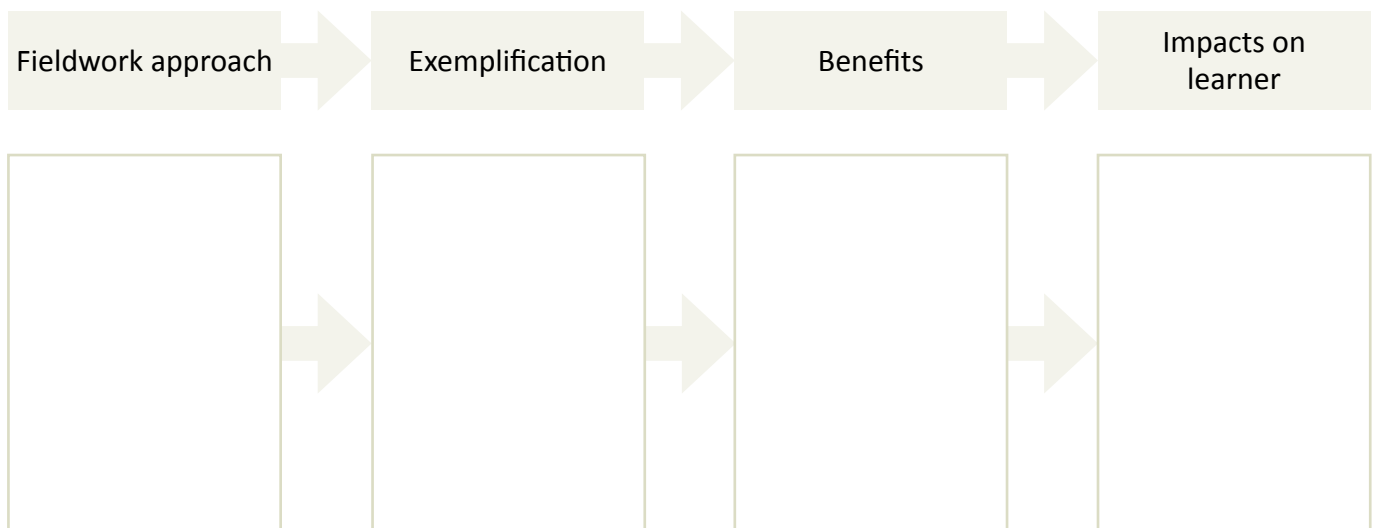 Fieldwork approach
Exemplification
Benefits
Impacts on
learner